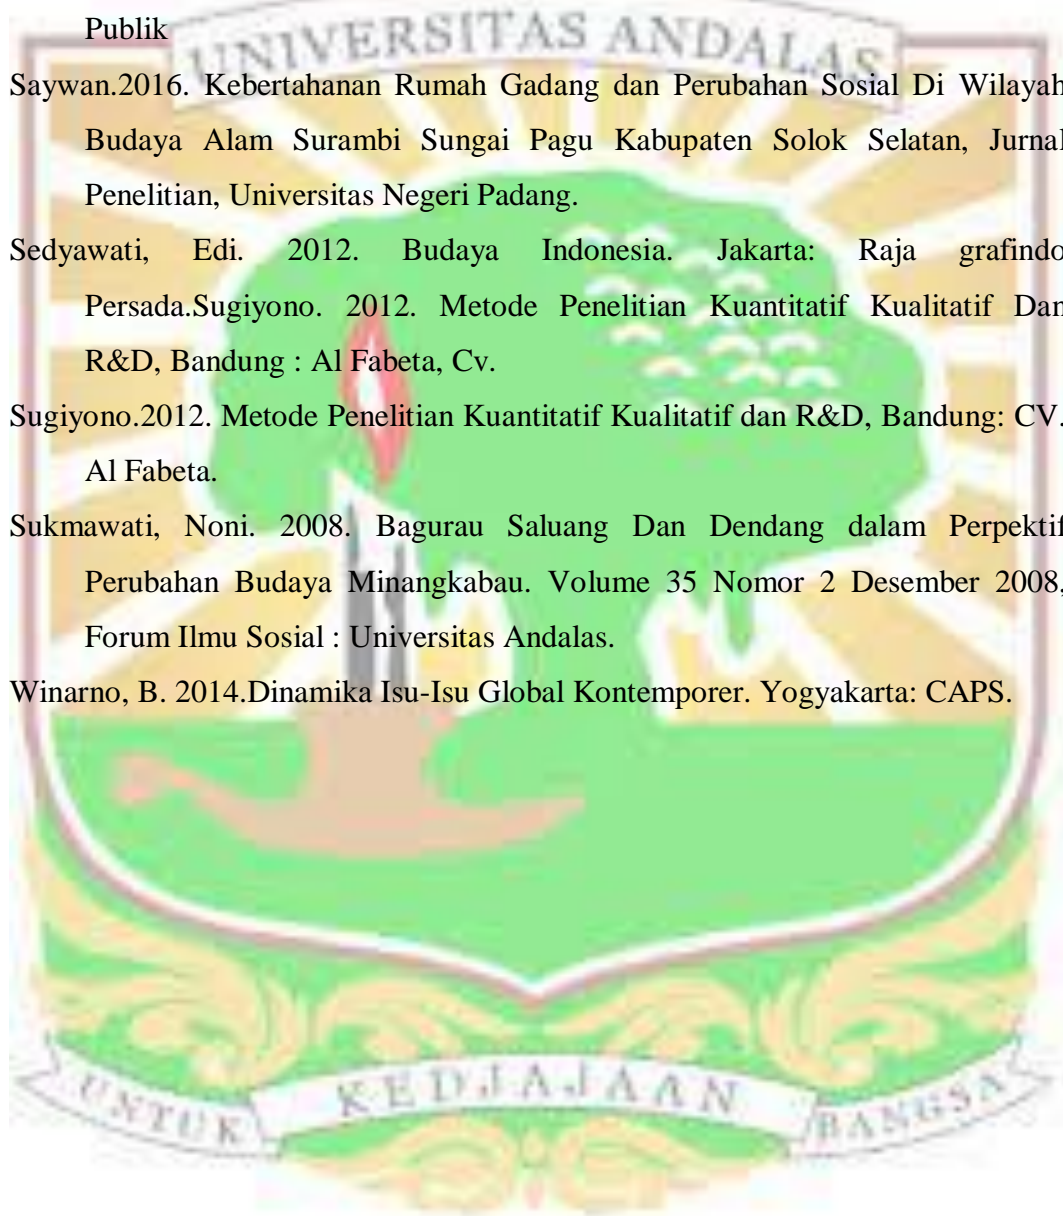 Publik
UNIVERSITAS ANDALAS
Saywan.2016. Kebertahanan Rumah Gadang dan Perubahan Sosial Di Wilayah
Budaya Alam Surambi Sungai Pagu Kabupaten Solok Selatan, Jurnal
Penelitian, Universitas Negeri Padang.
Sedyawati, Edi. 2012. Budaya Indonesia. Jakarta: Raja grafindo
Persada.Sugiyono. 2012. Metode Penelitian Kuantitatif Kualitatif Dan
R&D, Bandung : Al Fabeta, Cv.
Sugiyono.2012. Metode Penelitian Kuantitatif Kualitatif dan R&D, Bandung: CV.
Al Fabeta.
Sukmawati, Noni. 2008. Bagurau Saluang Dan Dendang dalam Perpektif
Perubahan Budaya Minangkabau. Volume 35 Nomor 2 Desember 2008,
Forum Ilmu Sosial : Universitas Andalas.
Winarno, B. 2014.Dinamika Isu-Isu Global Kontemporer. Yogyakarta: CAPS.
UNTUK KEDJAJAAN BANGSA